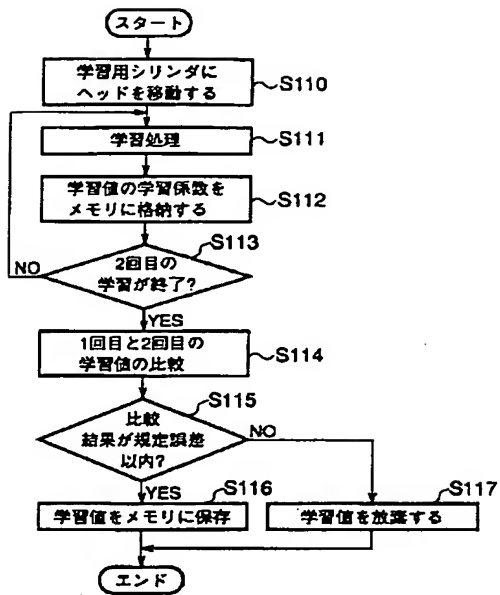 スタート
学習用シリンダに
ヘッドを移動する
S110
学習処理
S111
学習値の学習係数を
メモリに格納する
S112
S113
2回目の
学習が終了?
NO
YES
1回目と2回目の
学習値の比較
S114
S115
比較
結果が規定誤差
以内?
NO
YES
S116
学習値をメモリに保存
S117
学習値を放棄する
エンド